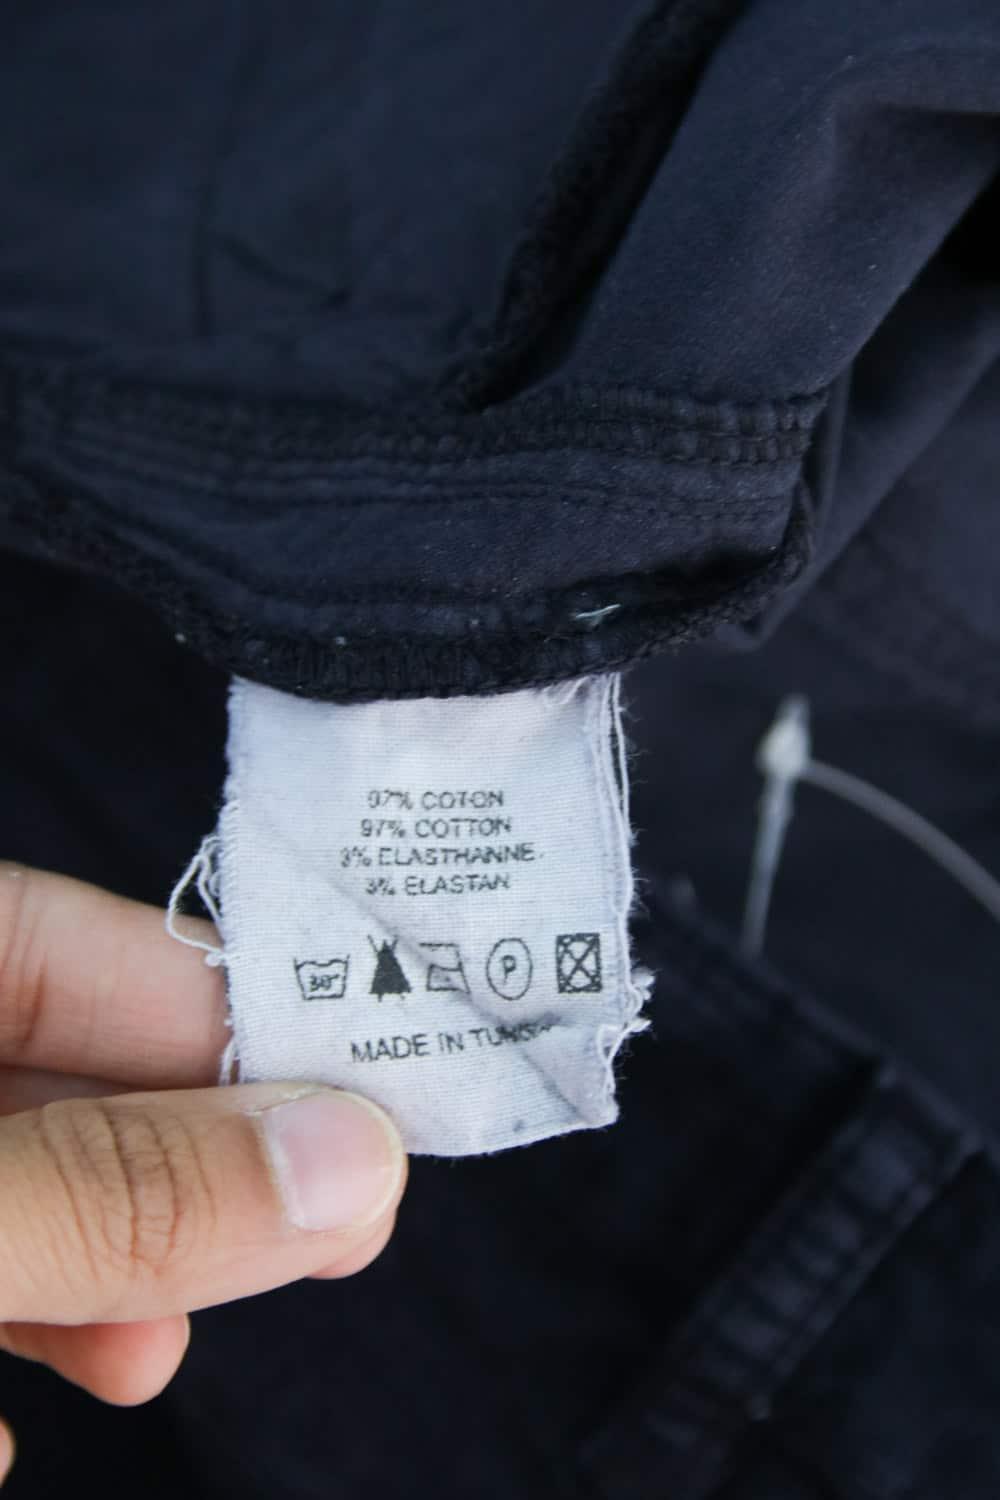 97% COTON
97% COTTON
3% ELASTHANNE
3% ELASTAN
30° P
MADE IN TUNISIA